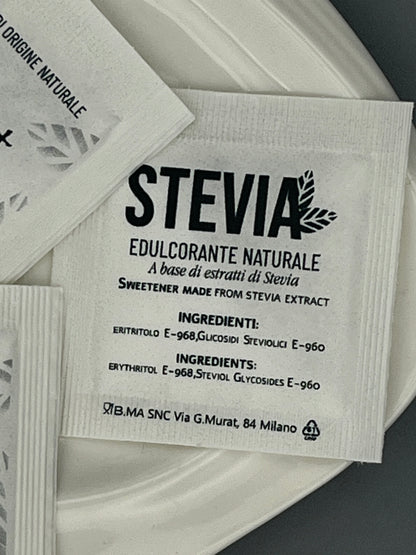 DI ORIGINE NATURALE
STEVIA
EDULCORANTE NATURALE
A base di estratti di Stevia
SWEETENER MADE FROM STEVIA EXTRACT
INGREDIENTI:
ERITRITOLO E-968,GLICOSIDI STEVIOLICI E-960
INGREDIENTS:
ERYTHRITOL E-968,STEVIOL GLYCOSIDES E-960
B.MA SNC Via G.Murat, 84 Milano